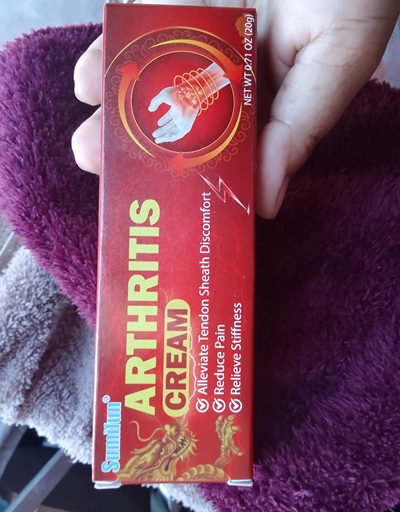 Sumifun®
ARTHRITIS
CREAM
Alleviate Tendon Sheath Discomfort
Reduce Pain
Relieve Stiffness
NET WT 0.71 OZ (20g)